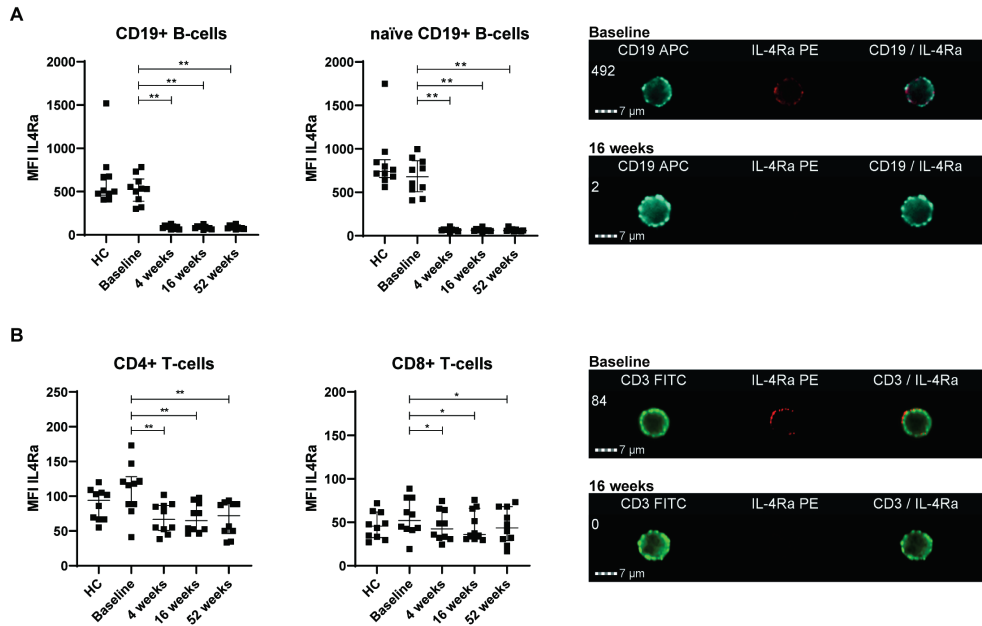 A
CD19+ B-cells
MFI IL4Ra
2000
1500
1000
500
0
**
**
**
HC
Baseline
4 weeks
16 weeks
52 weeks
naïve CD19+ B-cells
MFI IL4Ra
2000
1500
1000
500
0
**
**
**
HC
Baseline
4 weeks
16 weeks
52 weeks
Baseline
CD19 APC IL-4Ra PE CD19 / IL-4Ra
492
7 µm
16 weeks
CD19 APC IL-4Ra PE CD19 / IL-4Ra
2
7 µm
B
CD4+ T-cells
MFI IL4Ra
250
200
150
100
50
0
**
**
**
HC
Baseline
4 weeks
16 weeks
52 weeks
CD8+ T-cells
MFI IL4Ra
200
150
100
50
0
*
*
*
HC
Baseline
4 weeks
16 weeks
52 weeks
Baseline
CD3 FITC IL-4Ra PE CD3 / IL-4Ra
84
7 µm
16 weeks
CD3 FITC IL-4Ra PE CD3 / IL-4Ra
0
7 µm